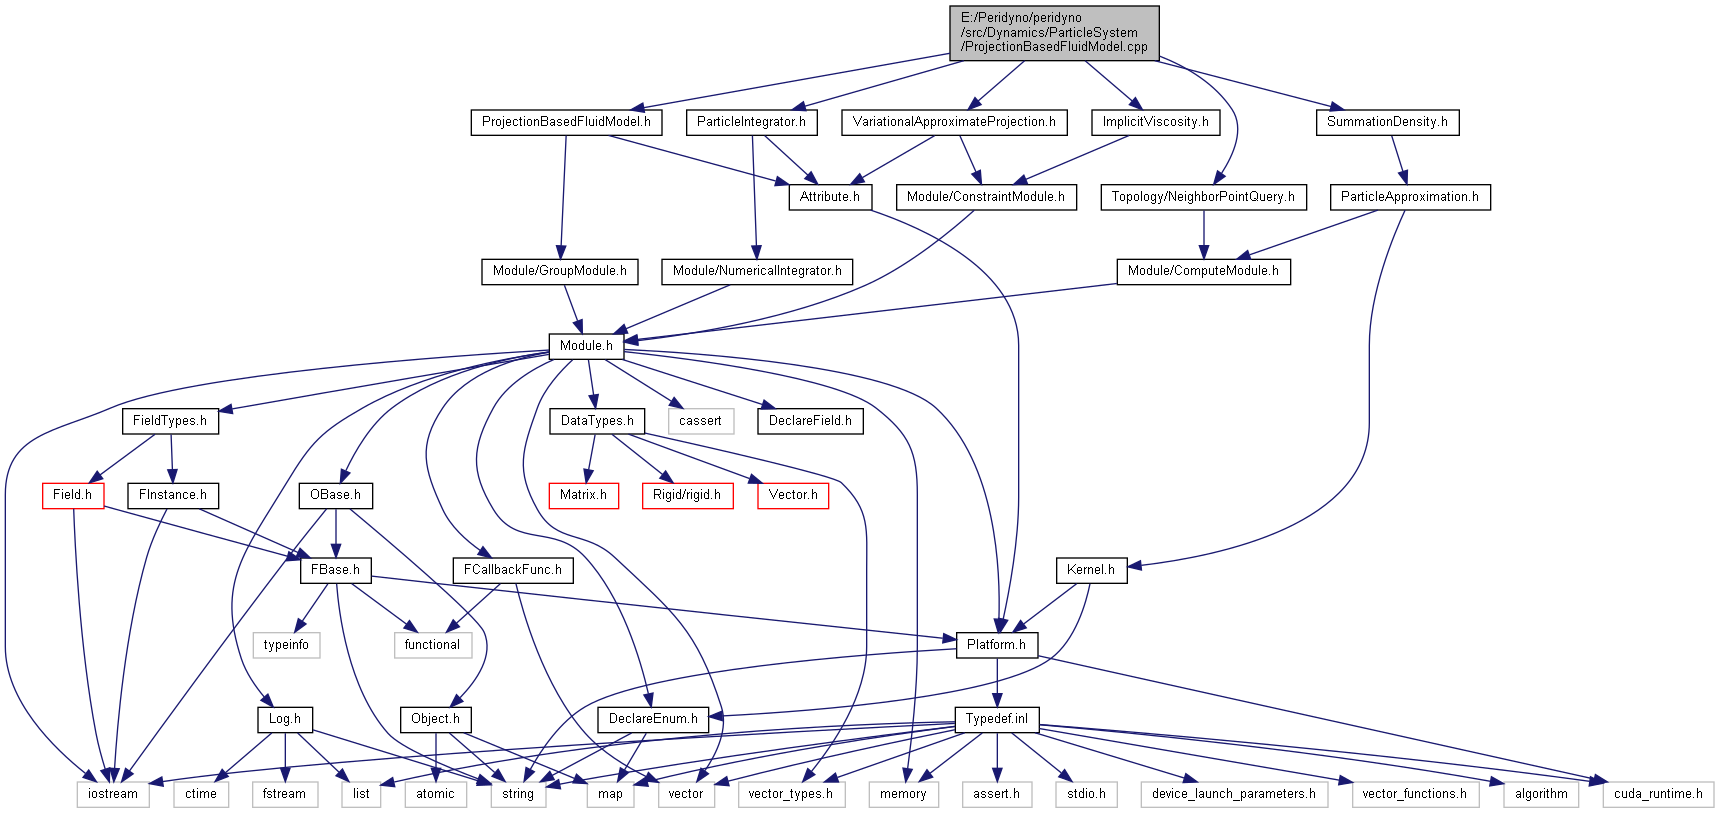 E:/Peridyno/peridyno
/src/Dynamics/ParticleSystem
/ProjectionBasedFluidModel.cpp
ProjectionBasedFluidModel.h
ParticleIntegrator.h
VariationalApproximateProjection.h
ImplicitViscosity.h
SummationDensity.h
Attribute.h
Module/ConstraintModule.h
Topology/NeighborPointQuery.h
ParticleApproximation.h
Module/GroupModule.h
Module/NumericalIntegrator.h
Module/ComputeModule.h
Module.h
FieldTypes.h
DataTypes.h
cassert
DeclareField.h
Field.h
FInstance.h
OBase.h
Matrix.h
Rigid/rigid.h
Vector.h
FBase.h
FCallbackFunc.h
Kernel.h
typeinfo
functional
Platform.h
Log.h
Object.h
DeclareEnum.h
Typedef.inl
iostream
ctime
fstream
list
atomic
string
map
vector
vector_types.h
memory
assert.h
stdio.h
device_launch_parameters.h
vector_functions.h
algorithm
cuda_runtime.h